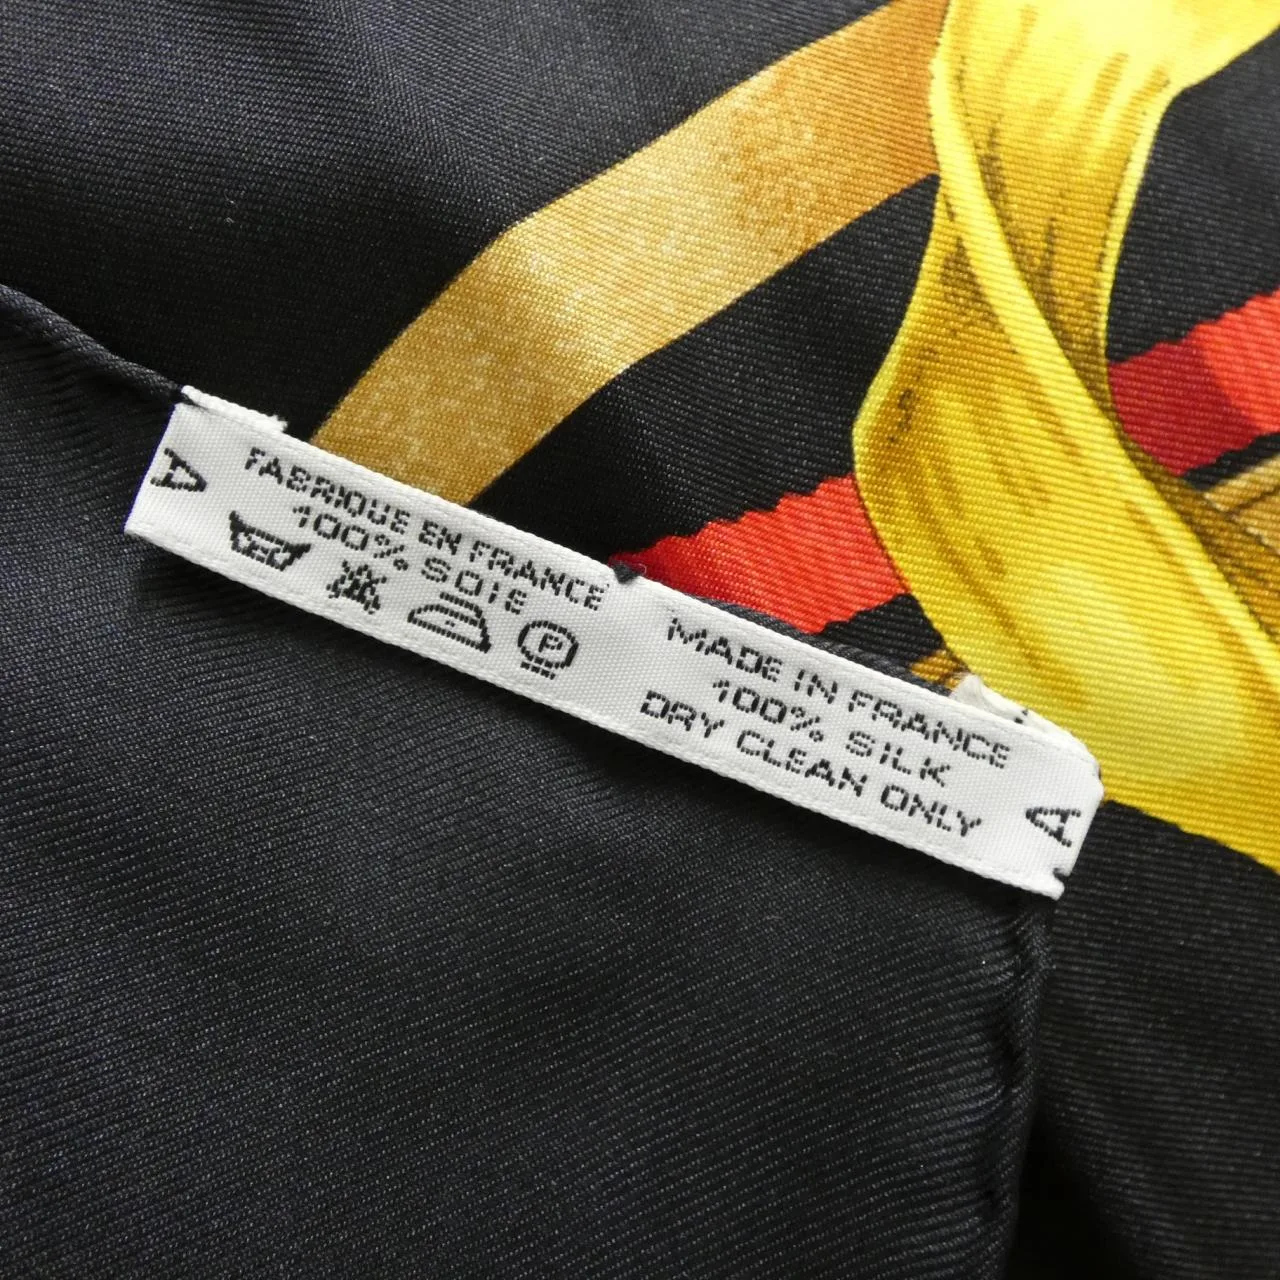 A
FABRIQUE EN FRANCE
100% SOIE
P
MADE IN FRANCE
100% SILK
DRY CLEAN ONLY
A